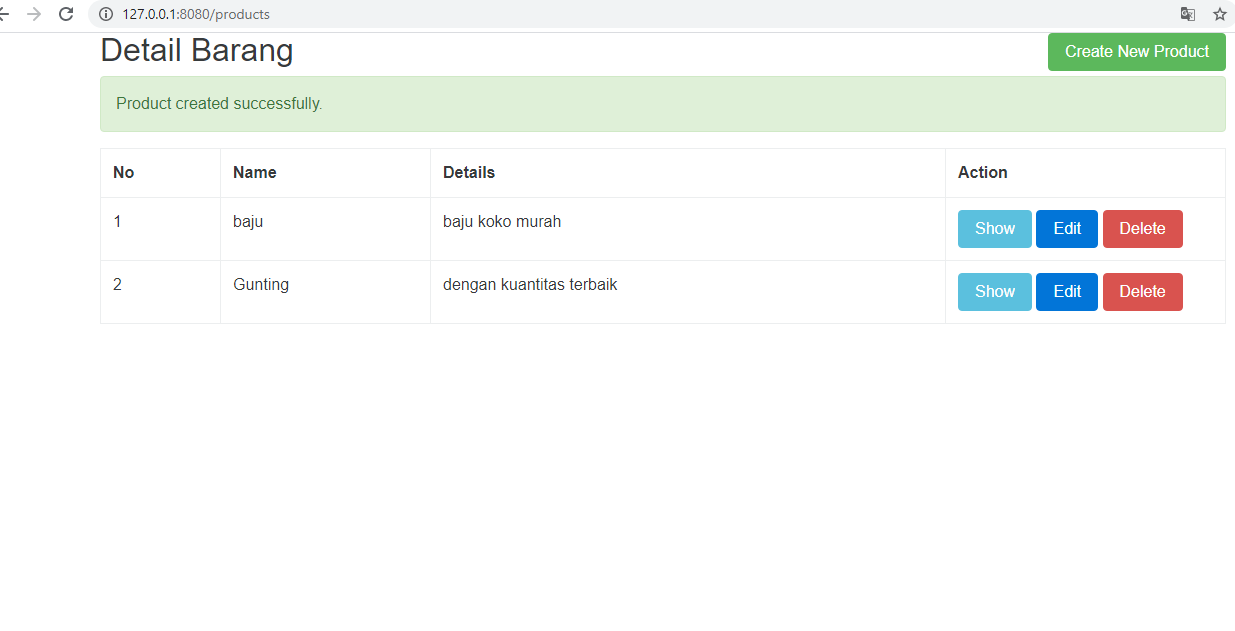 127.0.0.1:8080/products
Detail Barang
Create New Product
Product created successfully.
No Name Details Action
1 baju baju koko murah Show Edit Delete
2 Gunting dengan kuantitas terbaik Show Edit Delete